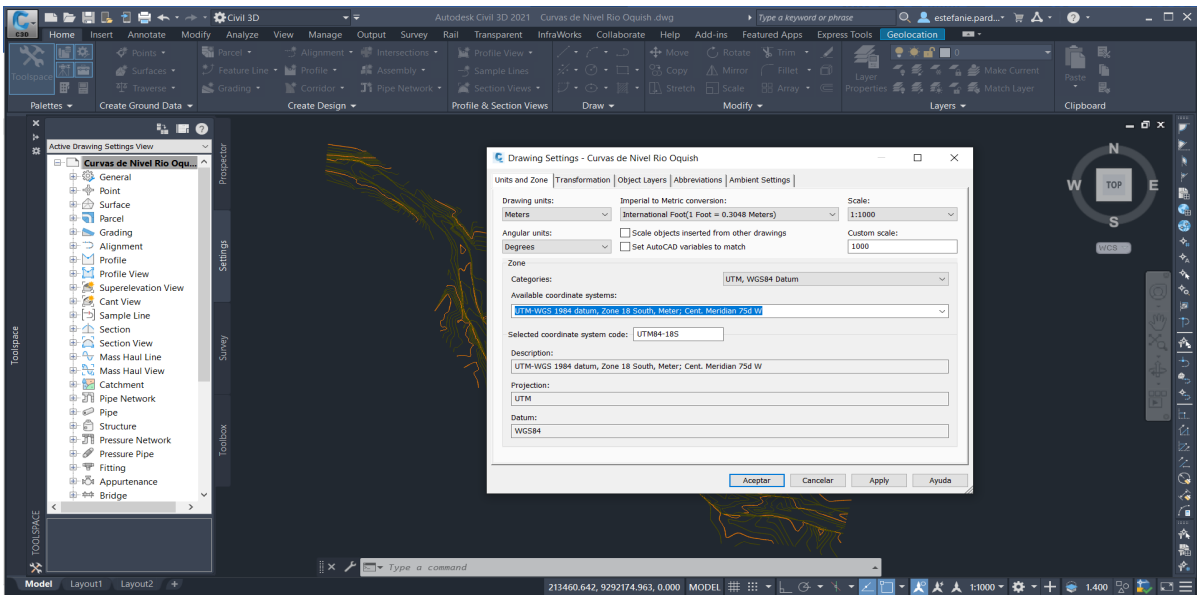 Civil 3D
Autodesk Civil 3D 2021 Curvas de Nivel Rio Oquish .dwg
Type a keyword or phrase
estefanie.pard...
C3D
Home Insert Annotate Modify Analyze View Manage Output Survey Rail Transparent InfraWorks Collaborate Help Add-ins Featured Apps Express Tools Geolocation
Toolspace
Points
Surfaces
Traverse
Parcel
Feature Line
Grading
Alignment
Profile
Corridor
Intersections
Assembly
Pipe Network
Profile View
Sample Lines
Section Views
Move
Copy
Stretch
Rotate
Mirror
Scale
Trim
Fillet
Array
Layer
Properties
0
Make Current
Match Layer
Paste
Palettes
Create Ground Data
Create Design
Profile & Section Views
Draw
Modify
Layers
Clipboard
Active Drawing Settings View
Curvas de Nivel Rio Oqu...
General
Point
Surface
Parcel
Grading
Alignment
Profile
Profile View
Superelevation View
Cant View
Sample Line
Section
Section View
Mass Haul Line
Mass Haul View
Catchment
Pipe Network
Pipe
Structure
Pressure Network
Pressure Pipe
Fitting
Appurtenance
Bridge
Prospector
Settings
Survey
Toolbox
Toolspace
TOOLSPACE
Drawing Settings - Curvas de Nivel Rio Oquish
Units and Zone Transformation Object Layers Abbreviations Ambient Settings
Drawing units:
Meters
Imperial to Metric conversion:
International Foot(1 Foot = 0.3048 Meters)
Scale:
1:1000
Angular units:
Degrees
Scale objects inserted from other drawings
Set AutoCAD variables to match
Custom scale:
1000
Zone
Categories:
UTM, WGS84 Datum
Available coordinate systems:
UTM-WGS 1984 datum, Zone 18 South, Meter; Cent. Meridian 75d W
Selected coordinate system code:
UTM84-18S
Description:
UTM-WGS 1984 datum, Zone 18 South, Meter; Cent. Meridian 75d W
Projection:
UTM
Datum:
WGS84
Aceptar
Cancelar
Apply
Ayuda
N
W
TOP
E
S
WCS
Type a command
Model Layout1 Layout2 +
213460.642, 9292174.963, 0.000 MODEL
1:1000
1.400